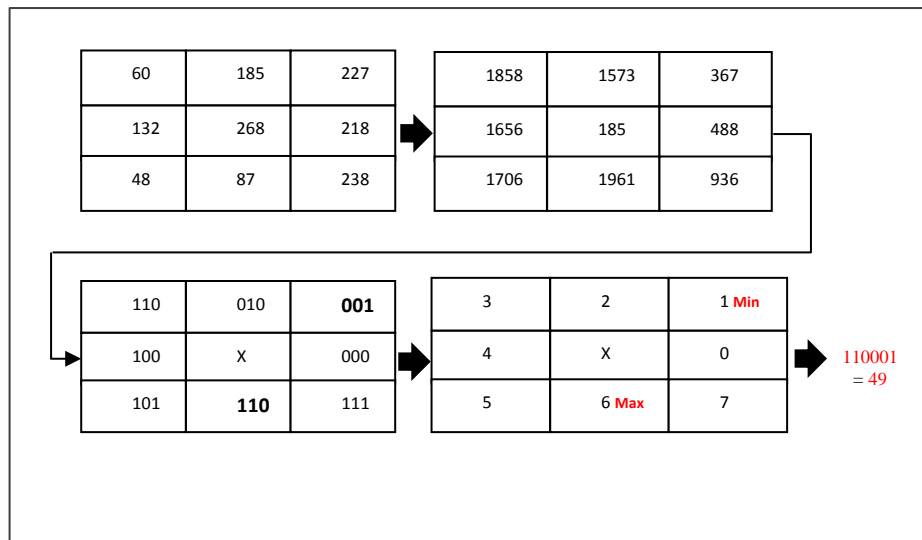 60 185 227
132 268 218
48 87 238
1858 1573 367
1656 185 488
1706 1961 936
110 010 001
100 X 000
101 110 111
3 2 1 Min
4 X 0
5 6 Max 7
110001
= 49